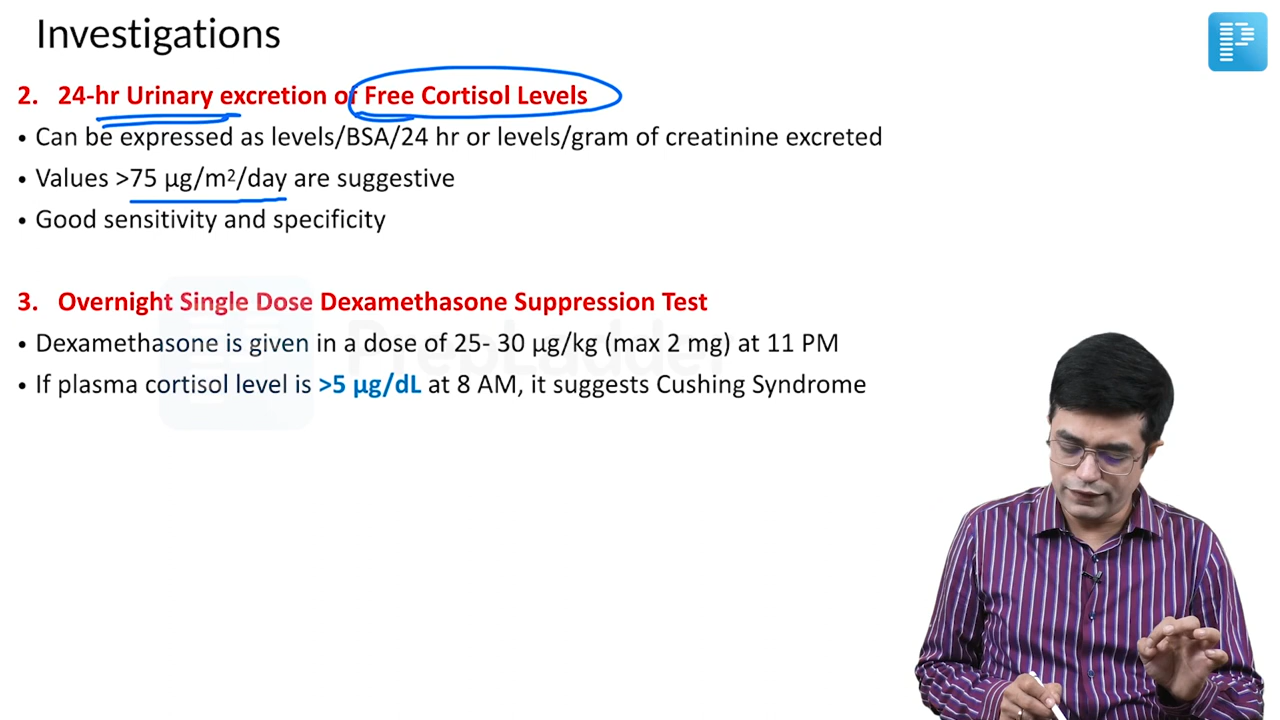 Investigations
2. 24-hr Urinary excretion of Free Cortisol Levels
• Can be expressed as levels/BSA/24 hr or levels/gram of creatinine excreted
• Values >75 µg/m²/day are suggestive
• Good sensitivity and specificity
3. Overnight Single Dose Dexamethasone Suppression Test
PrepLadder
• Dexamethasone is given in a dose of 25- 30 µg/kg (max 2 mg) at 11 PM
• If plasma cortisol level is >5 µg/dL at 8 AM, it suggests Cushing Syndrome